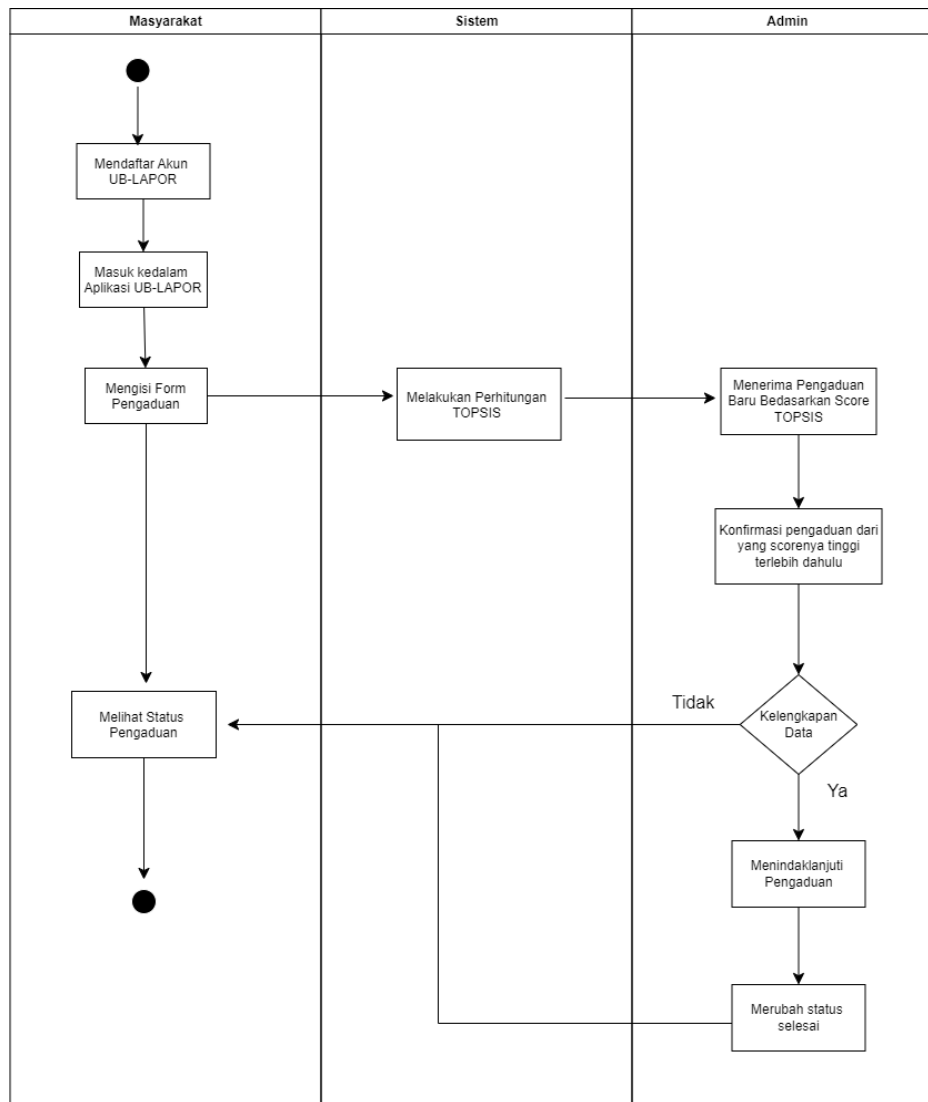 Masyarakat
Sistem
Admin
Mendaftar Akun
UB-LAPOR
Masuk kedalam
Aplikasi UB-LAPOR
Mengisi Form
Pengaduan
Melakukan Perhitungan
TOPSIS
Menerima Pengaduan
Baru Bedasarkan Score
TOPSIS
Konfirmasi pengaduan dari
yang scorenya tinggi
terlebih dahulu
Kelengkapan
Data
Tidak
Ya
Melihat Status
Pengaduan
Menindaklanjuti
Pengaduan
Merubah status
selesai